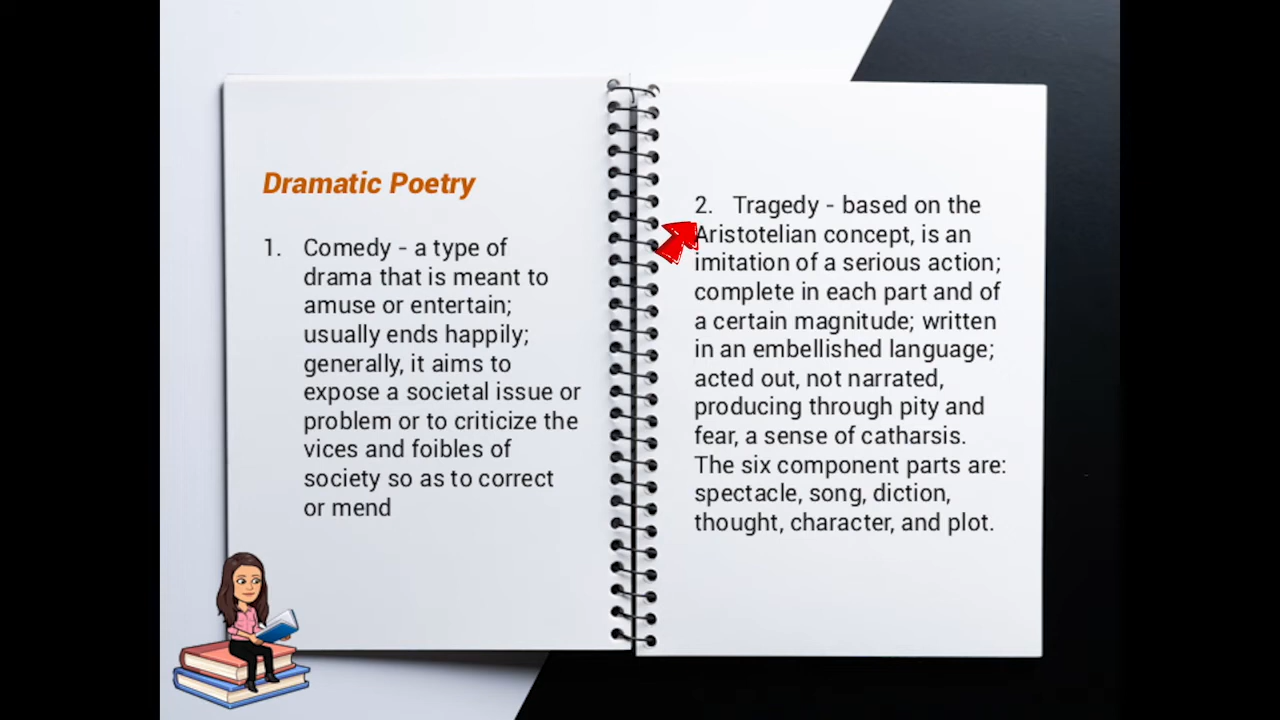 Dramatic Poetry
1. Comedy - a type of
drama that is meant to
amuse or entertain;
usually ends happily;
generally, it aims to
expose a societal issue or
problem or to criticize the
vices and foibles of
society so as to correct
or mend
2. Tragedy - based on the
Aristotelian concept, is an
imitation of a serious action;
complete in each part and of
a certain magnitude; written
in an embellished language;
acted out, not narrated,
producing through pity and
fear, a sense of catharsis.
The six component parts are:
spectacle, song, diction,
thought, character, and plot.